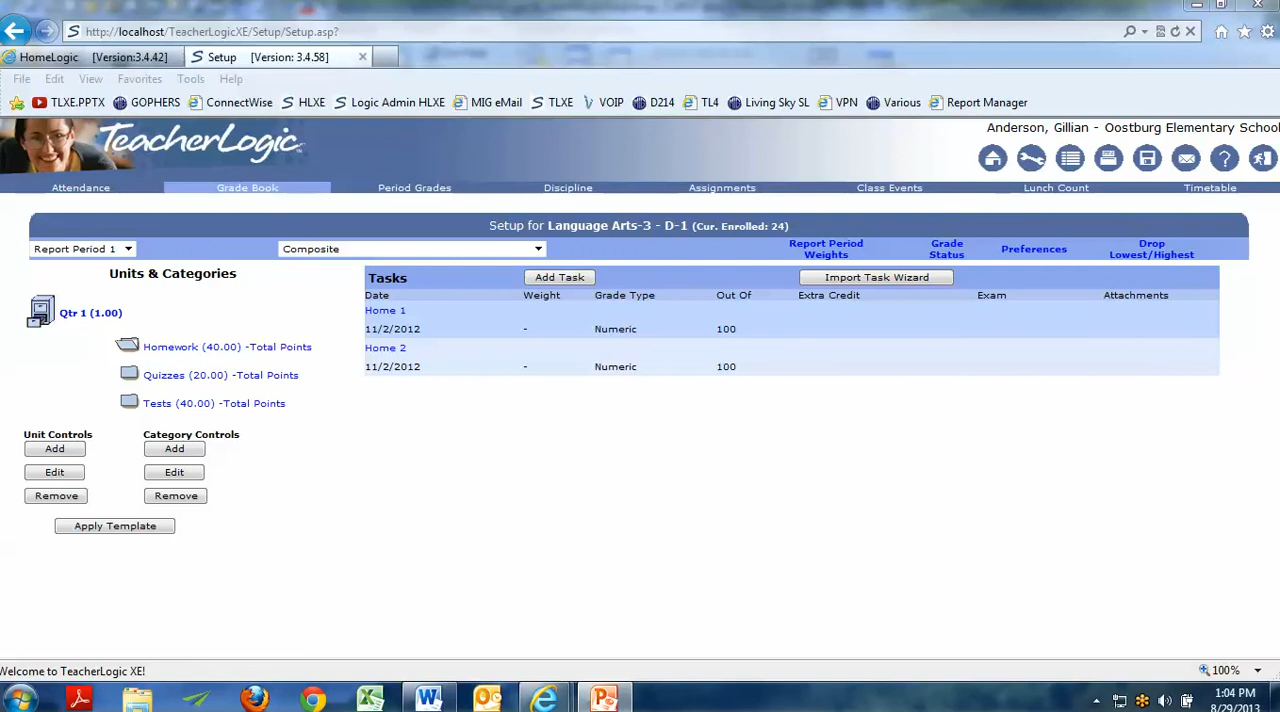 http://localhost/TeacherLogicXE/Setup/Setup.asp?
HomeLogic [Version:3.4.42] Setup [Version: 3.4.58]
File Edit View Favorites Tools Help
TLXE.PPTX GOPHERS ConnectWise HLXE Logic Admin HLXE MIG eMail TLXE VOIP D214 TL4 Living Sky SL VPN Various Report Manager
TeacherLogic
Anderson, Gillian - Oostburg Elementary School
Attendance Grade Book Period Grades Discipline Assignments Class Events Lunch Count Timetable
Setup for Language Arts-3 - D-1 (Cur. Enrolled: 24)
Report Period 1 Composite Report Period Weights Grade Status Preferences Drop Lowest/Highest
Units & Categories
Tasks Add Task Import Task Wizard
Date Weight Grade Type Out Of Extra Credit Exam Attachments
Home 1
Qtr 1 (1.00)
11/2/2012 - Numeric 100
Home 2
Homework (40.00) -Total Points
11/2/2012 - Numeric 100
Quizzes (20.00) -Total Points
Tests (40.00) -Total Points
Unit Controls Category Controls
Add Add
Edit Edit
Remove Remove
Apply Template
Welcome to TeacherLogic XE!
100%
1:04 PM
8/29/2013